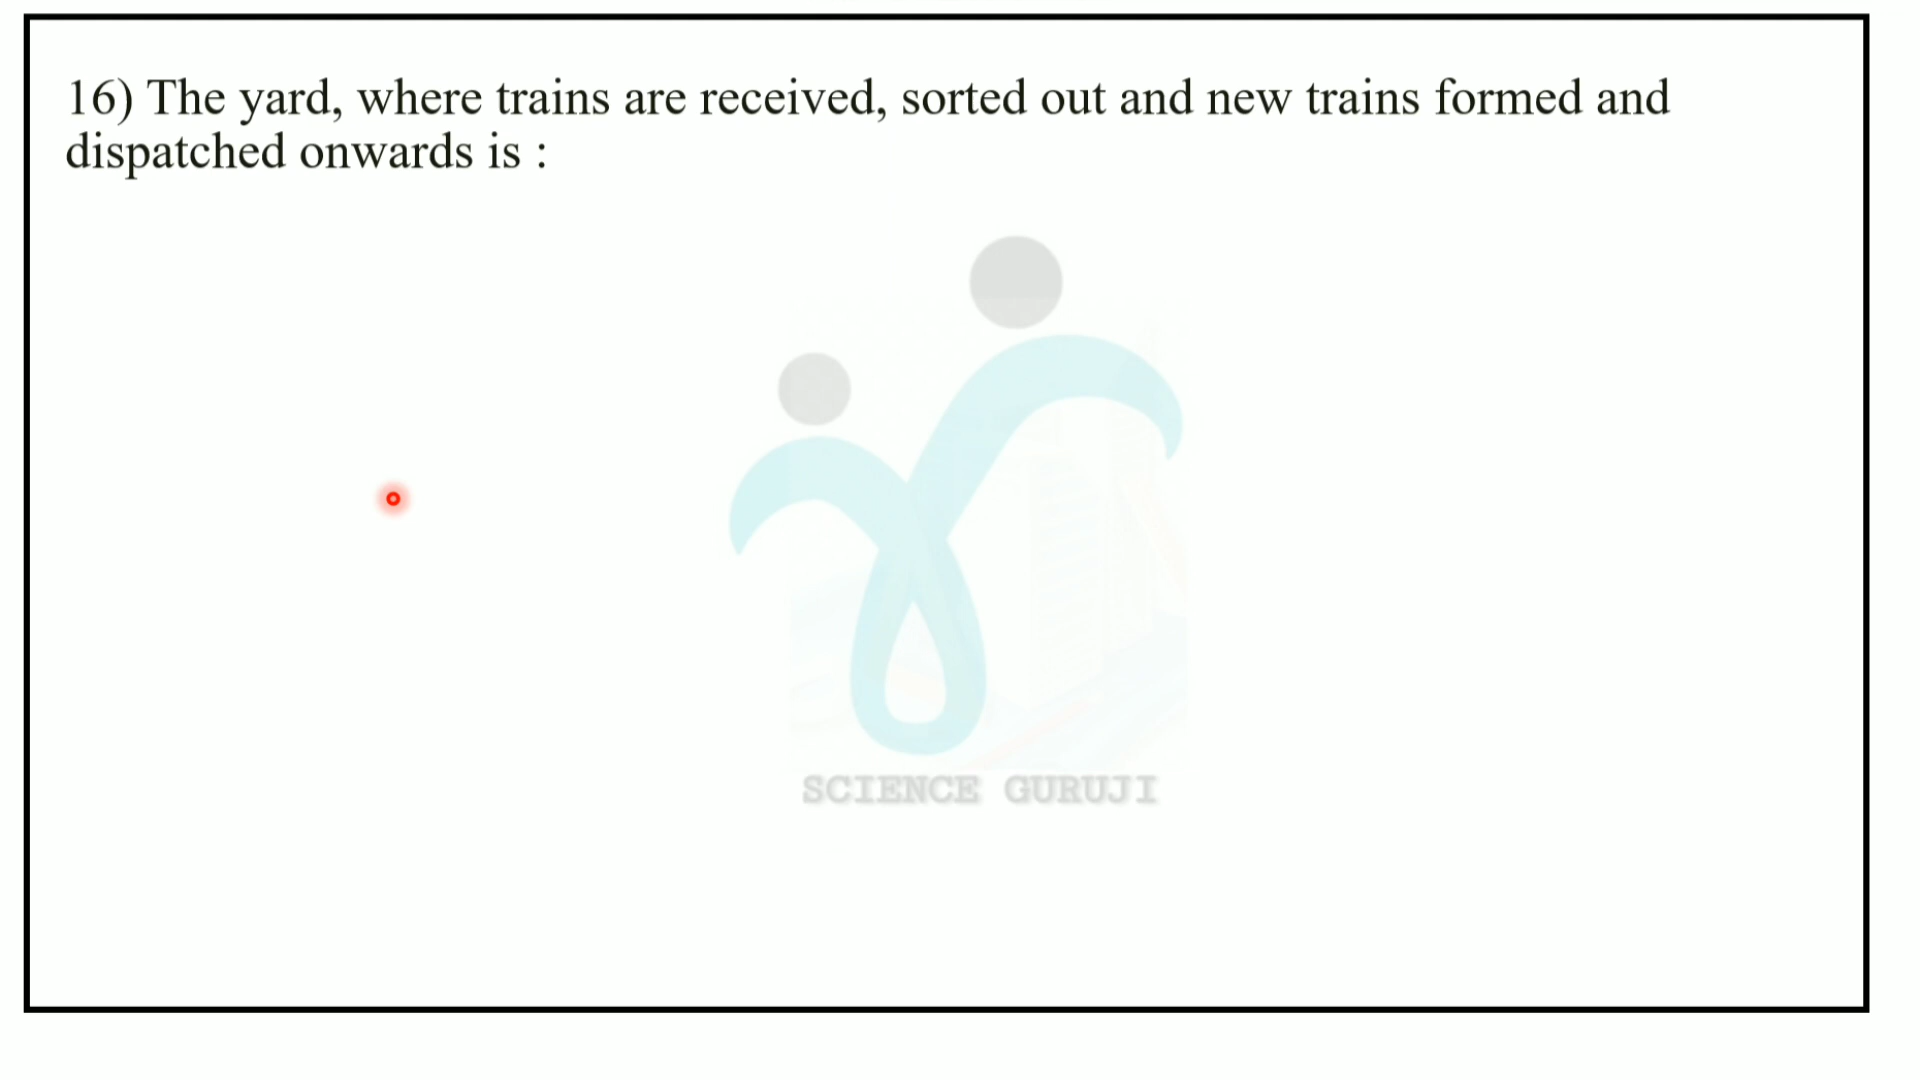 16) The yard, where trains are received, sorted out and new trains formed and
dispatched onwards is :
SCIENCE GURUJI